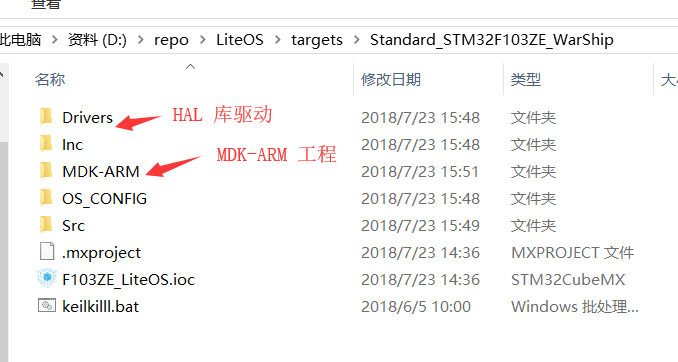 查看
此电脑 > 资料 (D:) > repo > LiteOS > targets > Standard_STM32F103ZE_WarShip
名称 修改日期 类型
Drivers 2018/7/23 15:48 文件夹
HAL 库驱动
Inc 2018/7/23 15:48 文件夹
MDK-ARM 2018/7/23 15:51 文件夹
MDK-ARM 工程
OS_CONFIG 2018/7/23 15:48 文件夹
Src 2018/7/23 15:49 文件夹
.mxproject 2018/7/23 14:36 MXPROJECT 文件
F103ZE_LiteOS.ioc 2018/7/23 14:36 STM32CubeMX
keilkilll.bat 2018/6/5 10:00 Windows 批处理...